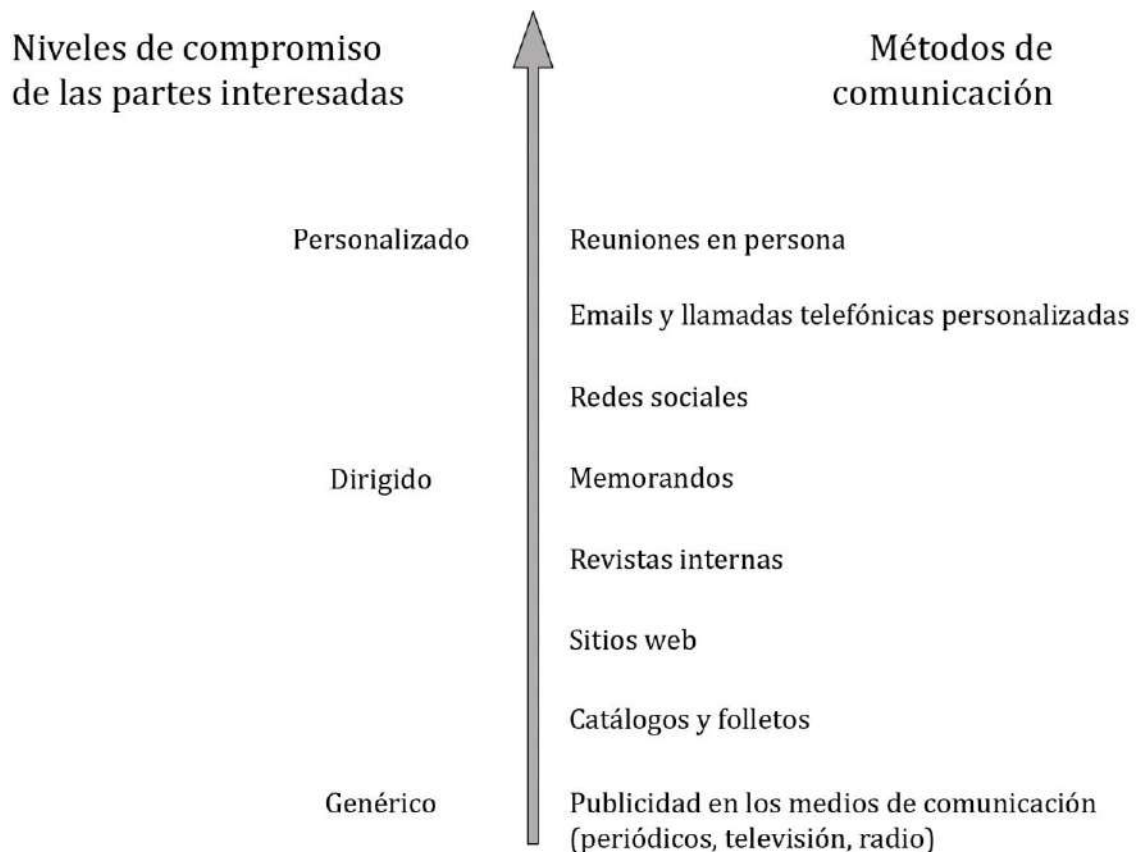 Niveles de compromiso
de las partes interesadas
Métodos de
comunicación
Personalizado
Reuniones en persona
Emails y llamadas telefónicas personalizadas
Redes sociales
Dirigido
Memorandos
Revistas internas
Sitios web
Catálogos y folletos
Genérico
Publicidad en los medios de comunicación
(periódicos, televisión, radio)